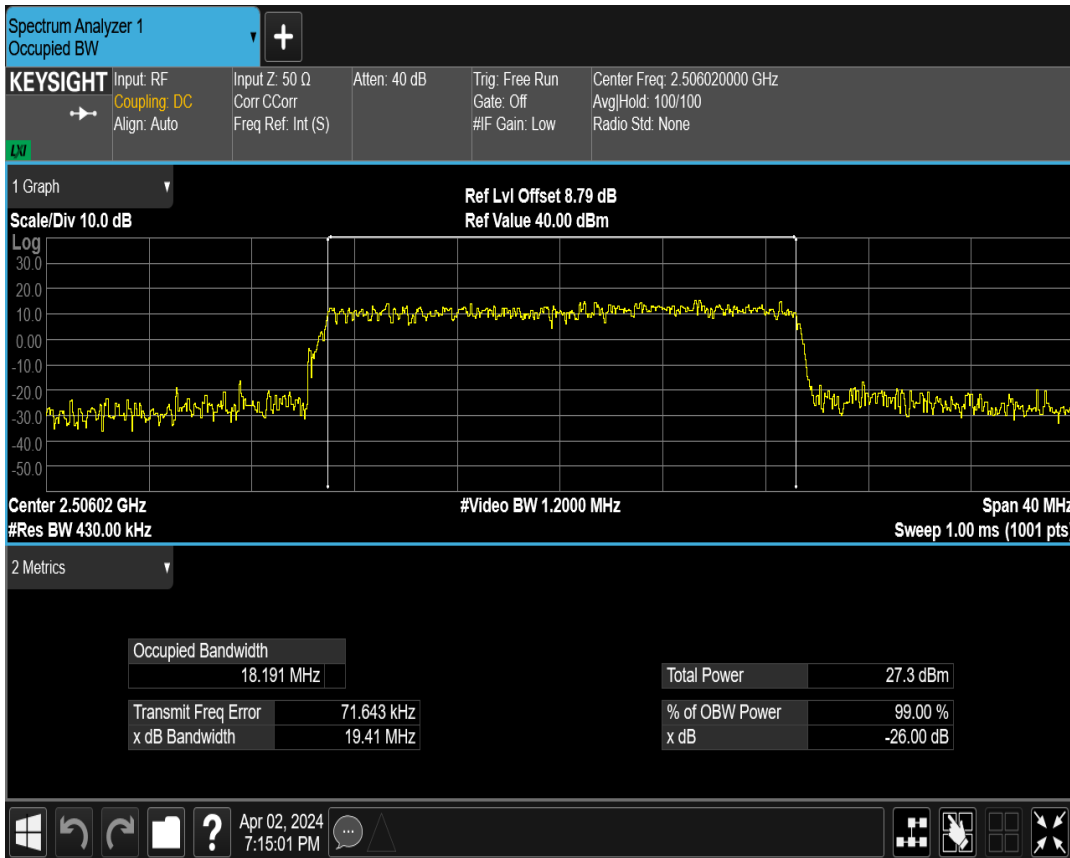 Spectrum Analyzer 1
Occupied BW
+
KEYSIGHT
LXI
Input: RF
Coupling: DC
Align: Auto
Input Z: 50 Ω
Corr CCorr
Freq Ref: Int (S)
Atten: 40 dB
Trig: Free Run
Gate: Off
#IF Gain: Low
Center Freq: 2.506020000 GHz
Avg|Hold: 100/100
Radio Std: None
1 Graph
Scale/Div 10.0 dB
Ref Lvl Offset 8.79 dB
Ref Value 40.00 dBm
Log
30.0
20.0
10.0
0.00
-10.0
-20.0
-30.0
-40.0
-50.0
Center 2.50602 GHz
#Video BW 1.2000 MHz
Span 40 MHz
#Res BW 430.00 kHz
Sweep 1.00 ms (1001 pts)
2 Metrics
Occupied Bandwidth
18.191 MHz
Total Power 27.3 dBm
Transmit Freq Error 71.643 kHz
% of OBW Power 99.00 %
x dB Bandwidth 19.41 MHz
x dB -26.00 dB
?
Apr 02, 2024
7:15:01 PM